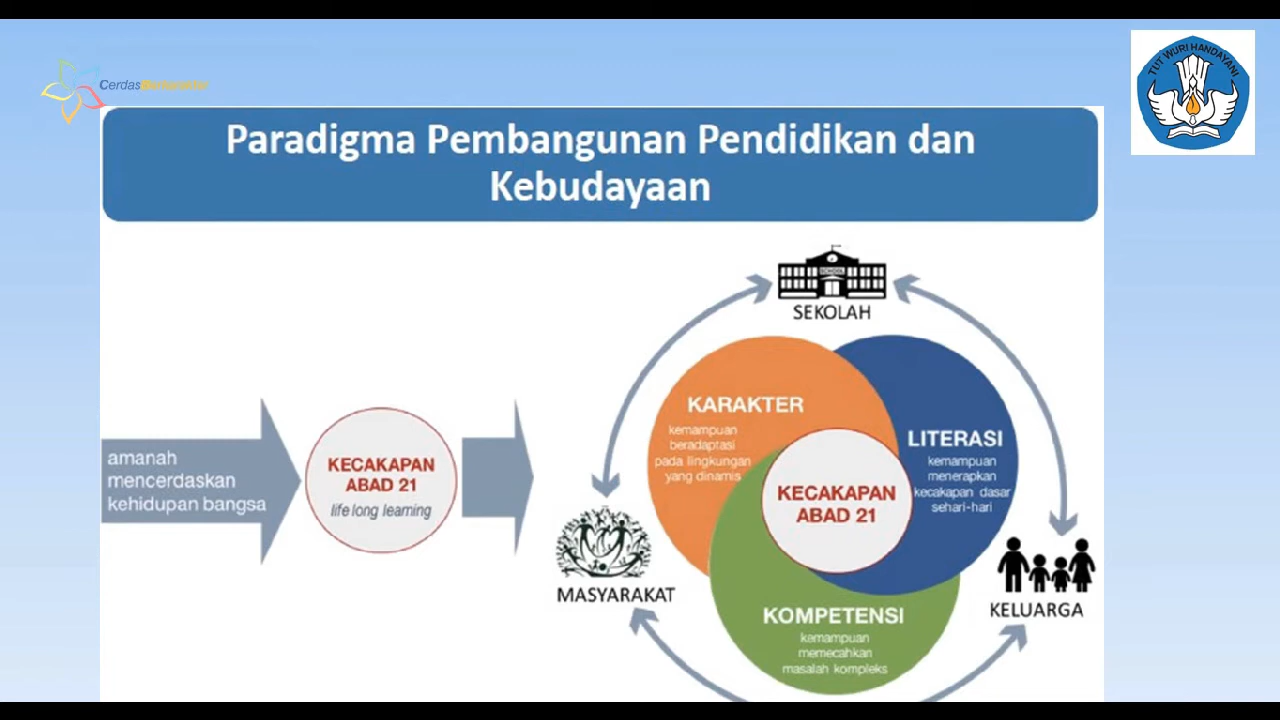 CerdasBerkarakter
TUT WURI HANDAYANI
Paradigma Pembangunan Pendidikan dan
Kebudayaan
amanah
mencerdaskan
kehidupan bangsa
KECAKAPAN
ABAD 21
life long learning
SCHOOL
SEKOLAH
KARAKTER
kemampuan
beradaptasi
pada lingkungan
yang dinamis
LITERASI
kemampuan
menerapkan
kecakapan dasar
sehari-hari
KECAKAPAN
ABAD 21
MASYARAKAT
KELUARGA
KOMPETENSI
kemampuan
memecahkan
masalah kompleks